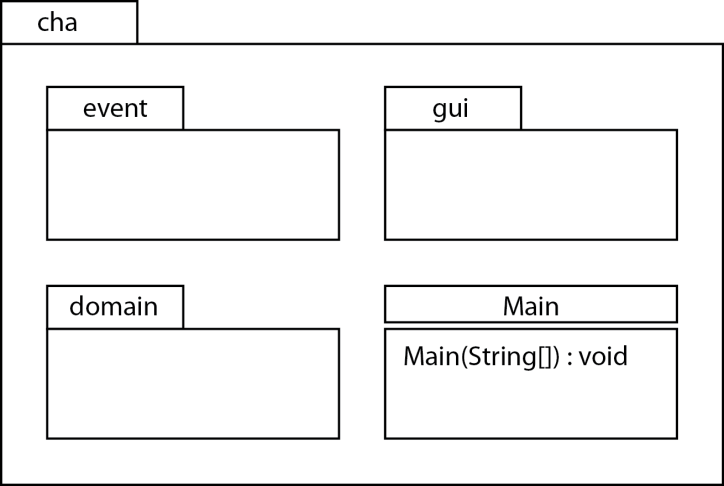 cha
event
gui
domain
Main
Main(String[]) : void